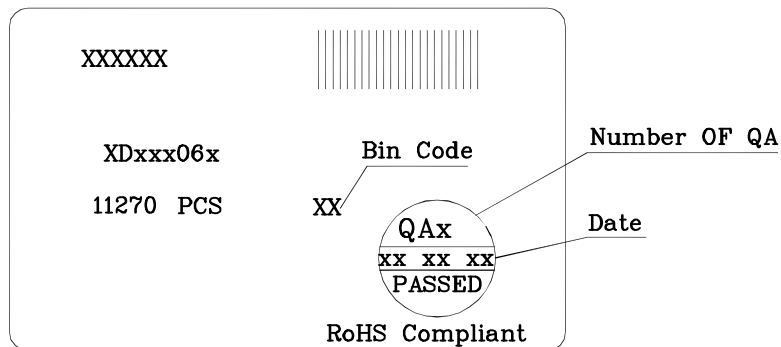 XXXXXX
Number OF QA
XDxxx06x
Bin Code
11270 PCS
XX
QAx
Date
xx xx xx
PASSED
RoHS Compliant